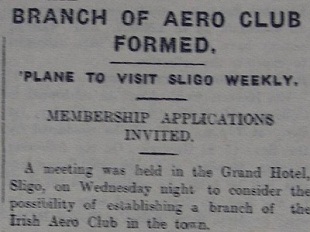 BRANCH OF AERO CLUB
FORMED.
'PLANE TO VISIT SLIGO WEEKLY.
MEMBERSHIP APPLICATIONS
INVITED.
A meeting was held in the Grand Hotel,
Sligo, on Wednesday night to consider the
possibility of establishing a branch of the
Irish Aero Club in the town.